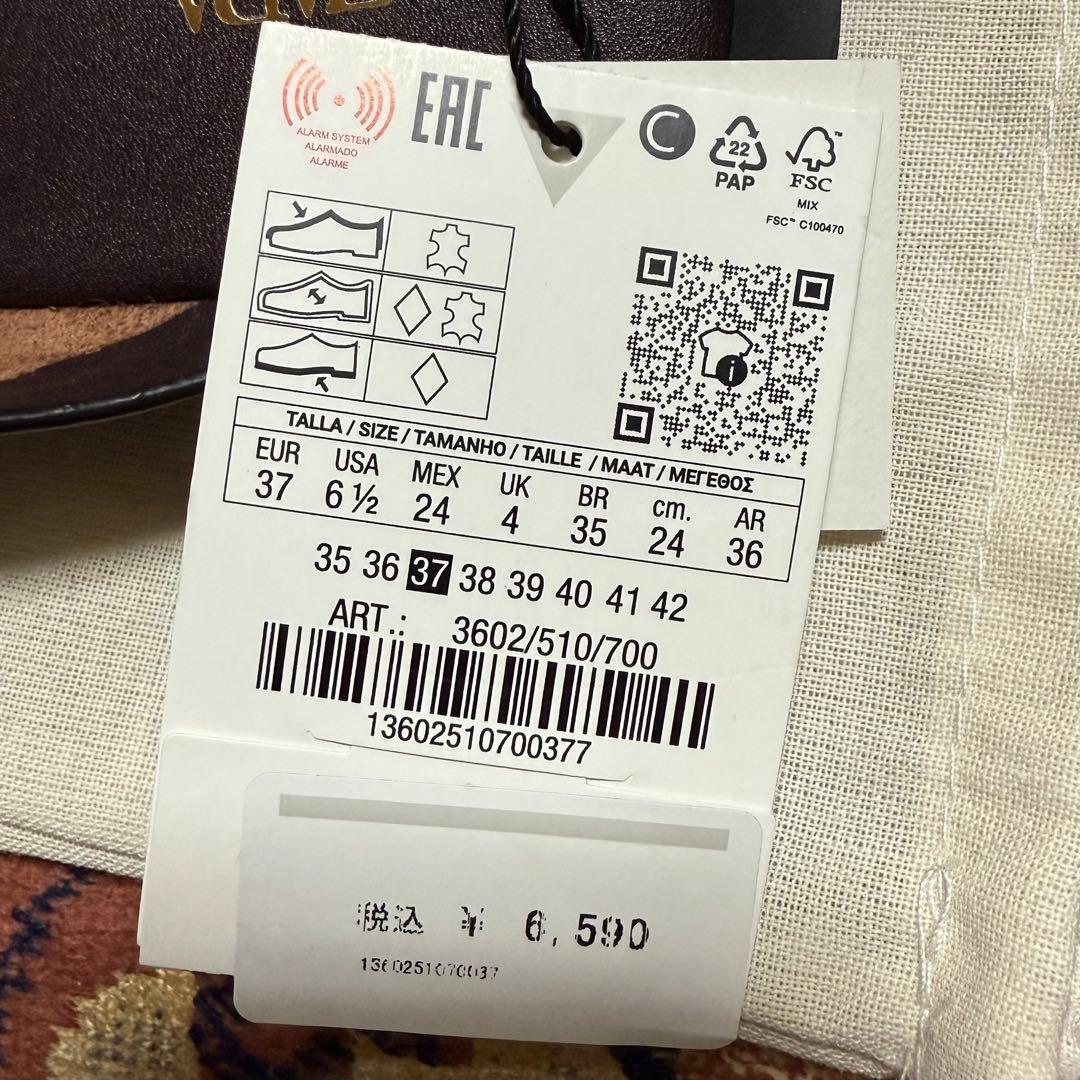 ALARM SYSTEM
ALARMADO
ALARME
EAC
C
22
PAP
FSC™
MIX
FSC™ C100470
i
TALLA / SIZE / TAMANHO / TAILLE / MAAT / ΜΕΓΕΘΟΣ
EUR USA MEX UK BR cm. AR
37 6 ½ 24 4 35 24 36
35 36 37 38 39 40 41 42
ART.: 3602/510/700
13602510700377
税込 ¥ 6,590
1360251070037